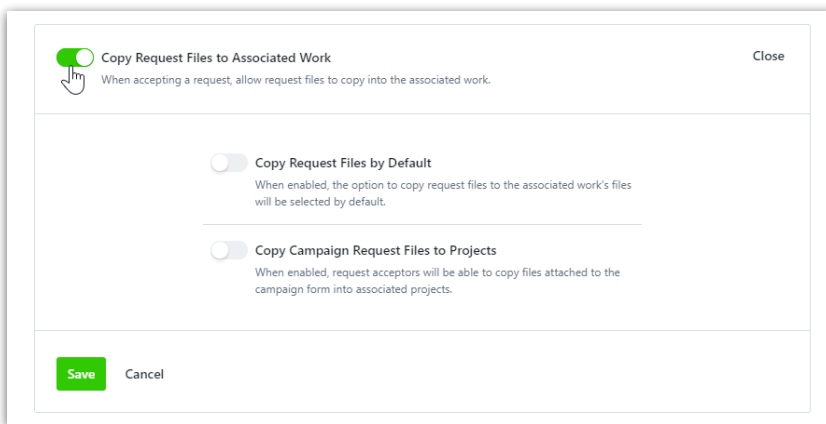 Copy Request Files to Associated Work
Close
When accepting a request, allow request files to copy into the associated work.
Copy Request Files by Default
When enabled, the option to copy request files to the associated work's files
will be selected by default.
Copy Campaign Request Files to Projects
When enabled, request acceptors will be able to copy files attached to the
campaign form into associated projects.
Save
Cancel